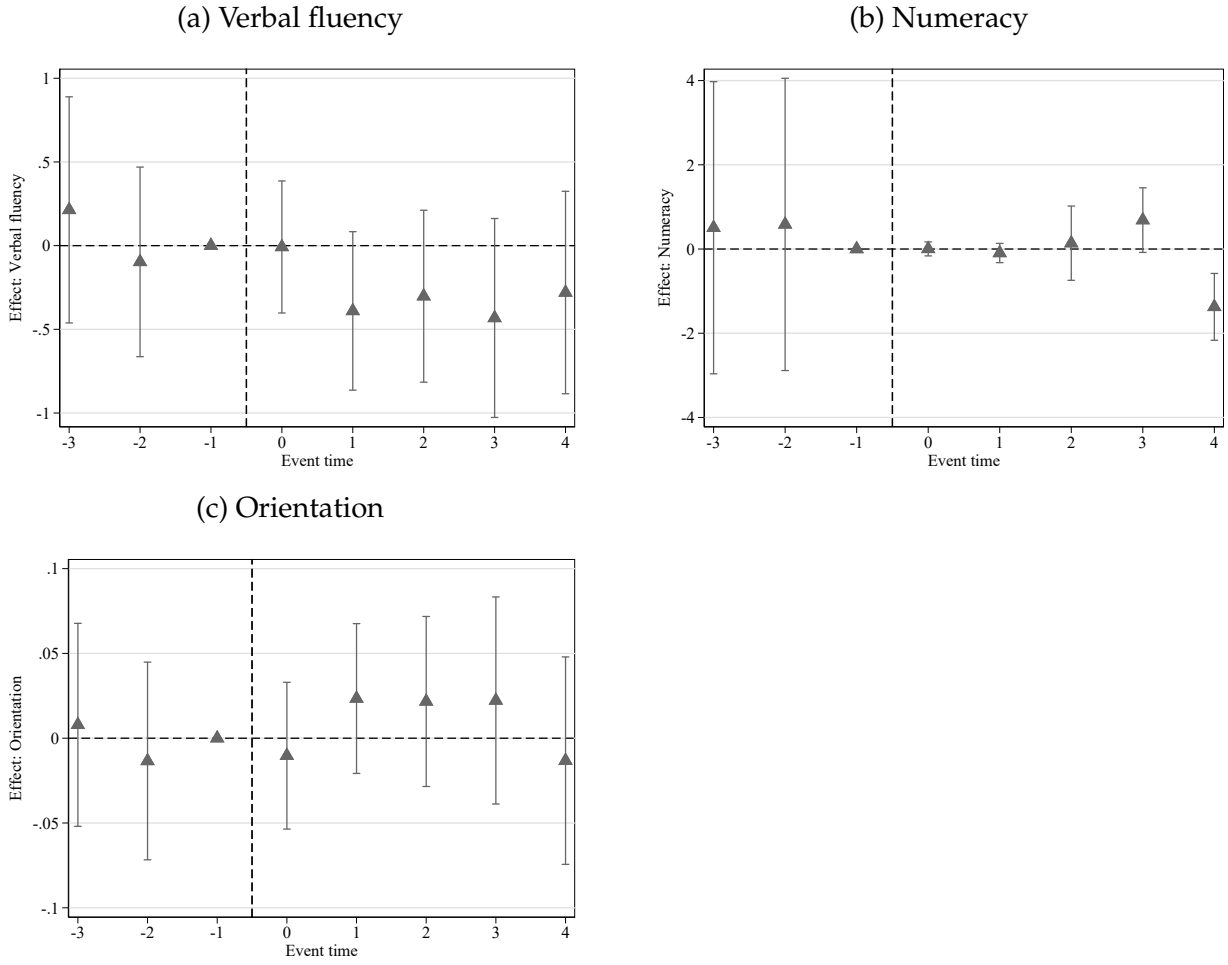 (a) Verbal fluency
1
.5
0
-.5
-1
Effect: Verbal fluency
-3 -2 -1 0 1 2 3 4
Event time
(b) Numeracy
4
2
0
-2
-4
Effect: Numeracy
-3 -2 -1 0 1 2 3 4
Event time
(c) Orientation
.1
.05
0
-.05
-.1
Effect: Orientation
-3 -2 -1 0 1 2 3 4
Event time